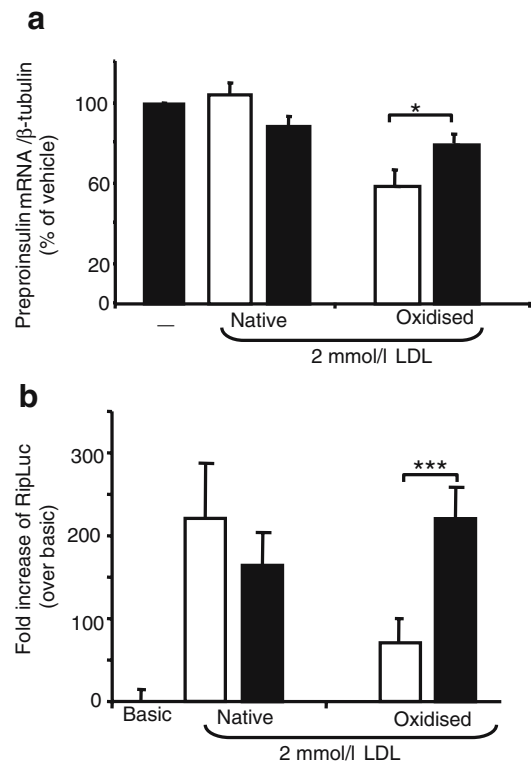 a
Preproinsulin mRNA /β-tubulin
(% of vehicle)
100
60
20
0
*
—
Native
Oxidised
2 mmol/l LDL
b
Fold increase of RipLuc
(over basic)
300
200
100
0
***
Basic
Native
Oxidised
2 mmol/l LDL